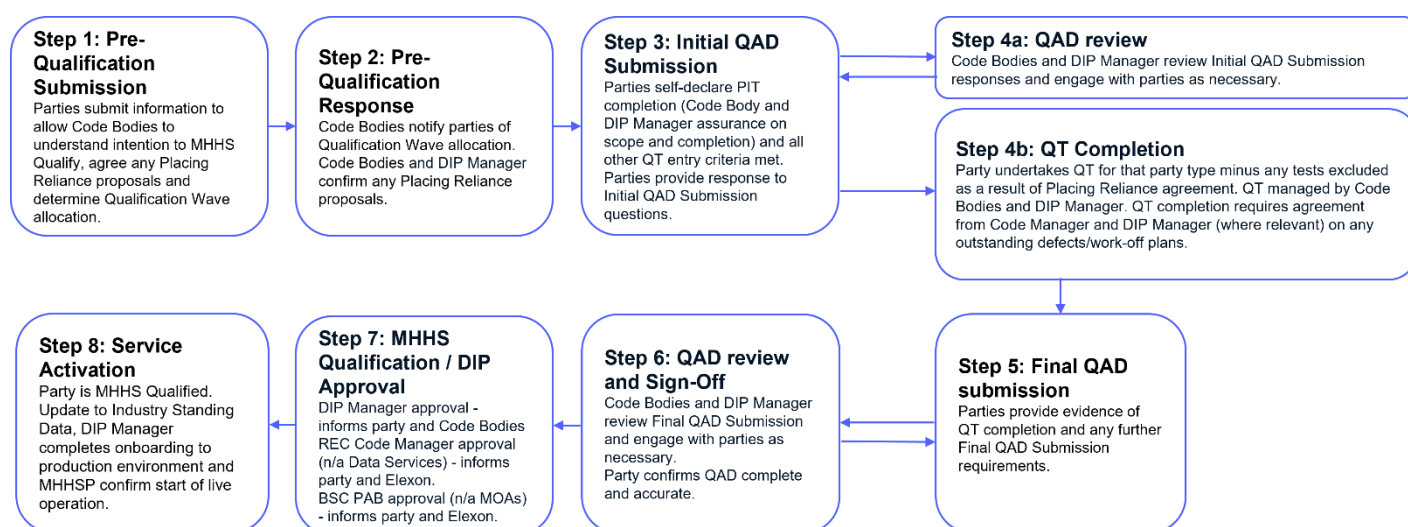 Step 1: Pre-
Qualification
Submission
Parties submit information to
allow Code Bodies to
understand intention to MHHS
Qualify, agree any Placing
Reliance proposals and
determine Qualification Wave
allocation.
Step 2: Pre-
Qualification
Response
Code Bodies notify parties of
Qualification Wave allocation.
Code Bodies and DIP Manager
confirm any Placing Reliance
proposals.
Step 3: Initial QAD
Submission
Parties self-declare PIT
completion (Code Body and
DIP Manager assurance on
scope and completion) and all
other QT entry criteria met.
Parties provide response to
Initial QAD Submission
questions.
Step 4a: QAD review
Code Bodies and DIP Manager review Initial QAD Submission
responses and engage with parties as necessary.
Step 4b: QT Completion
Party undertakes QT for that party type minus any tests excluded
as a result of Placing Reliance agreement. QT managed by Code
Bodies and DIP Manager. QT completion requires agreement
from Code Manager and DIP Manager (where relevant) on any
outstanding defects/work-off plans.
Step 5: Final QAD
submission
Parties provide evidence of
QT completion and any further
Final QAD Submission
requirements.
Step 6: QAD review
and Sign-Off
Code Bodies and DIP Manager
review Final QAD Submission
and engage with parties as
necessary.
Party confirms QAD complete
and accurate.
Step 7: MHHS
Qualification / DIP
Approval
DIP Manager approval -
informs party and Code Bodies
REC Code Manager approval
(n/a Data Services) - informs
party and Elexon.
BSC PAB approval (n/a MOAs)
- informs party and Elexon.
Step 8: Service
Activation
Party is MHHS Qualified.
Update to Industry Standing
Data, DIP Manager
completes onboarding to
production environment and
MHHSP confirm start of live
operation.